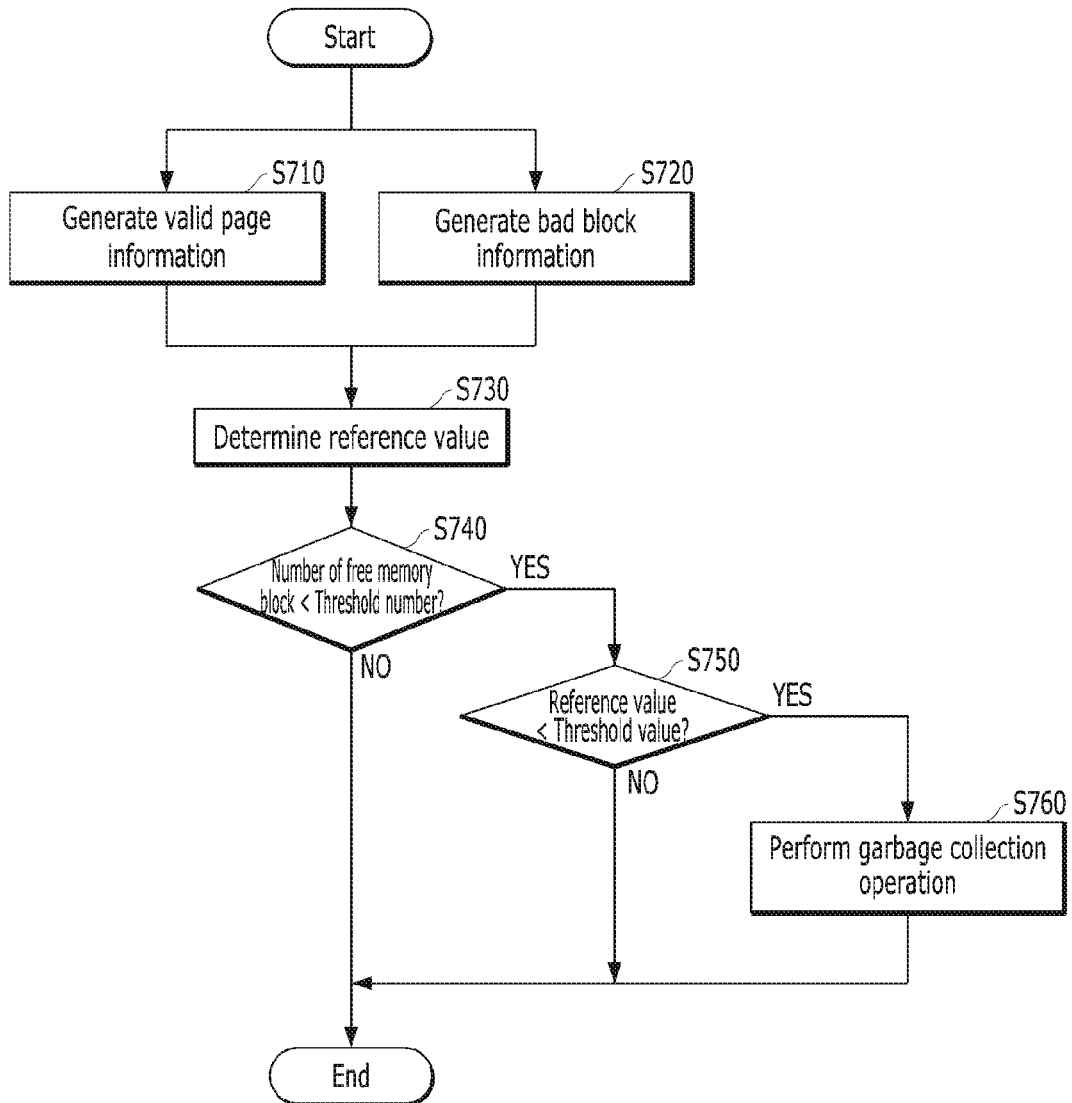 Start
S710
Generate valid page
information
S720
Generate bad block
information
S730
Determine reference value
S740
Number of free memory
block < Threshold number?
YES
NO
S750
Reference value
< Threshold value?
YES
NO
S760
Perform garbage collection
operation
End